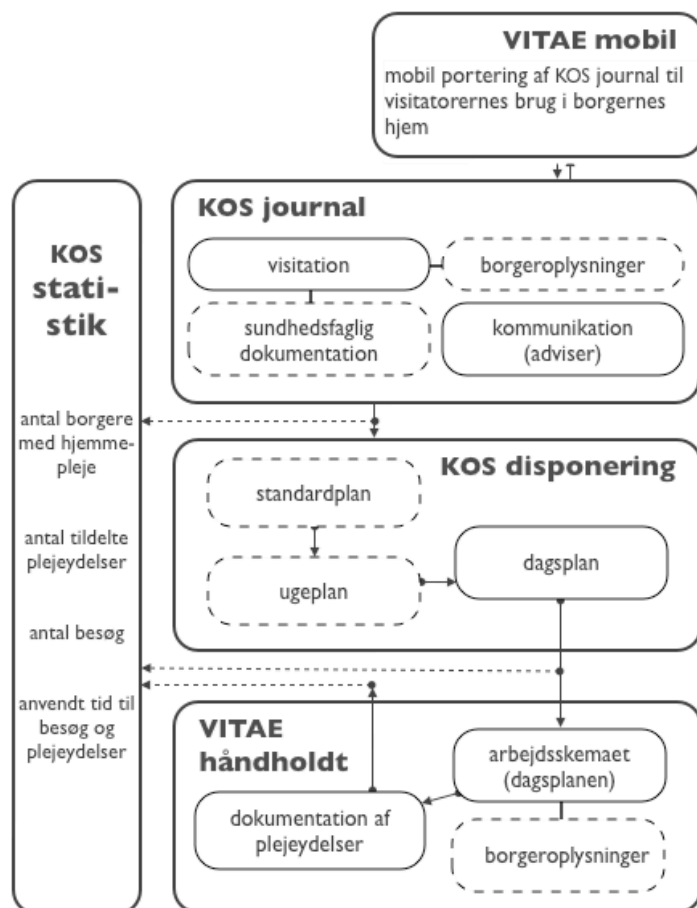 VITAE mobil
mobil portering af KOS journal til
visitatorernes brug i borgernes
hjem
KOS
stati-
stik
antal borgere
med hjemme-
pleje
antal tildelte
plejeydelser
antal besøg
anvendt tid til
besøg og
plejeydelser
KOS journal
visitation
borgeroplysninger
sundhedsfaglig
dokumentation
kommunikation
(adviser)
KOS disponering
standardplan
ugeplan
dagsplan
VITAE
håndholdt
arbejdsskemaet
(dagsplanen)
dokumentation af
plejeydelser
borgeroplysninger